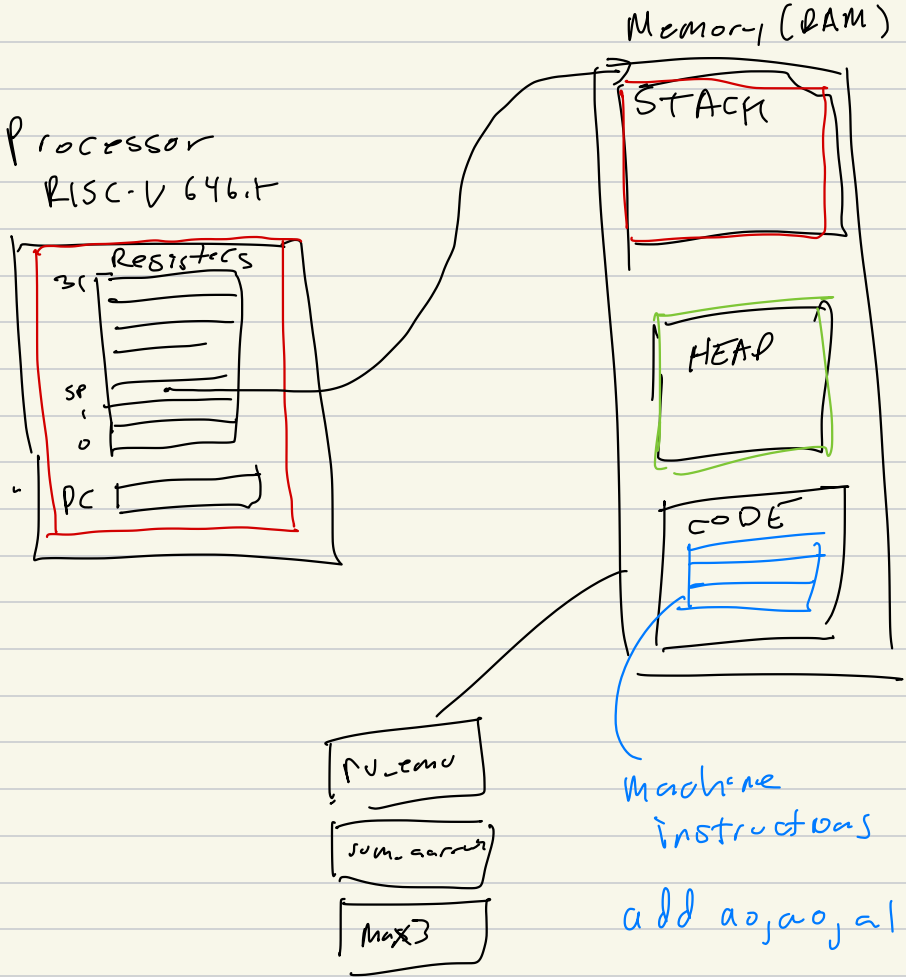 Memory (RAM)
STACK
Processor
RISC-V 64bit
Registers
31
SP
1
0
PC
HEAP
CODE
rv_emu
max3
machine
instructions
add a0, a0, a1